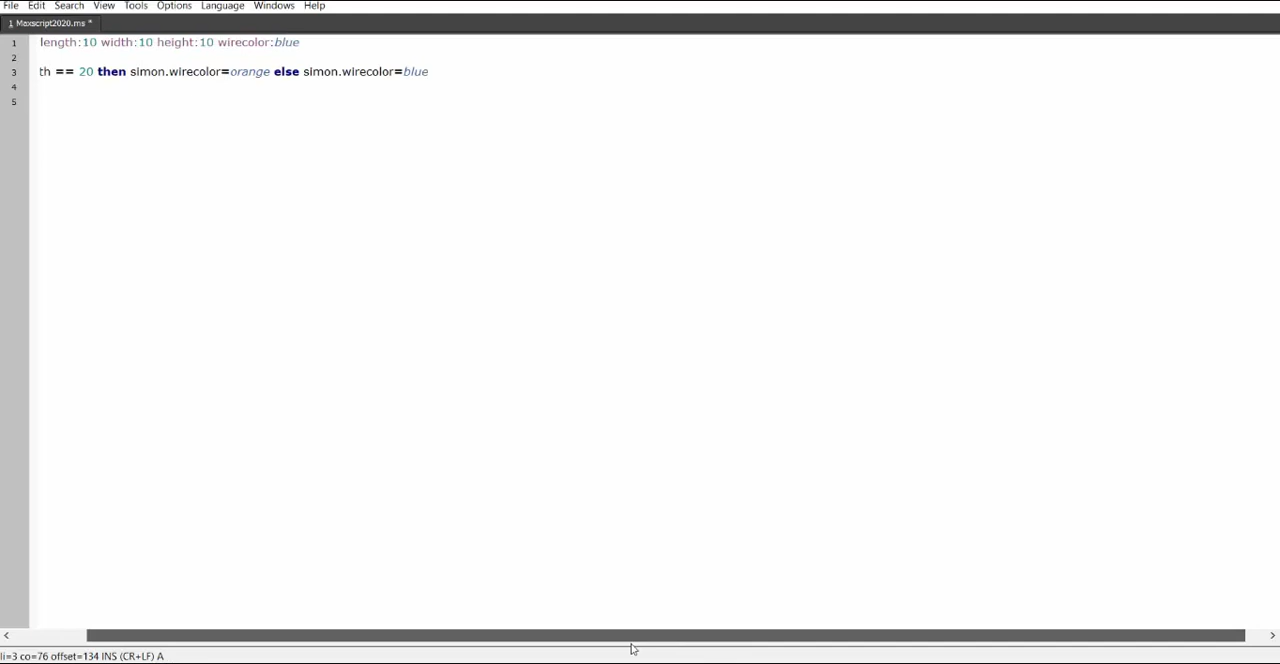 File Edit Search View Tools Options Language Windows Help
1 Maxscript2020.ms *
1 length:10 width:10 height:10 wirecolor:blue
2
3 th == 20 then simon.wirecolor=orange else simon.wirecolor=blue
4
5
li=3 co=76 offset=134 INS (CR+LF) A